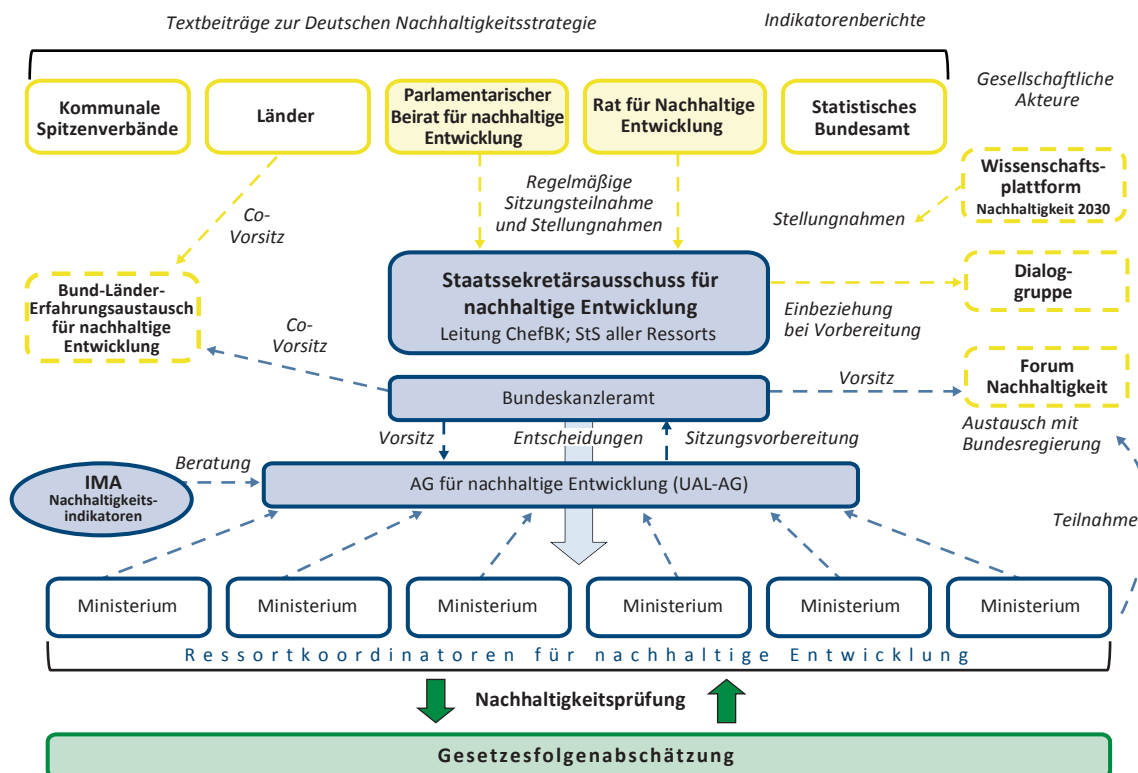 Textbeiträge zur Deutschen Nachhaltigkeitsstrategie
Indikatorenberichte
Kommunale
Spitzenverbände
Länder
Parlamentarischer
Beirat für nachhaltige
Entwicklung
Rat für Nachhaltige
Entwicklung
Statistisches
Bundesamt
Gesellschaftliche
Akteure
Co-
Vorsitz
Regelmäßige
Sitzungsteilnahme
und Stellungnahmen
Stellungnahmen
Wissenschafts-
plattform
Nachhaltigkeit 2030
Bund-Länder-
Erfahrungsaustausch
für nachhaltige
Entwicklung
Staatssekretärsausschuss für
nachhaltige Entwicklung
Leitung ChefBK; StS aller Ressorts
Einbeziehung
bei Vorbereitung
Dialog-
gruppe
Co-
Vorsitz
Bundeskanzleramt
Vorsitz
Forum
Nachhaltigkeit
Austausch mit
Bundesregierung
Vorsitz
Entscheidungen
Sitzungsvorbereitung
IMA
Nachhaltigkeits-
indikatoren
Beratung
AG für nachhaltige Entwicklung (UAL-AG)
Teilnahme
Ministerium
Ministerium
Ministerium
Ministerium
Ministerium
Ministerium
Ressortkoordinatoren für nachhaltige Entwicklung
Nachhaltigkeitsprüfung
Gesetzesfolgenabschätzung